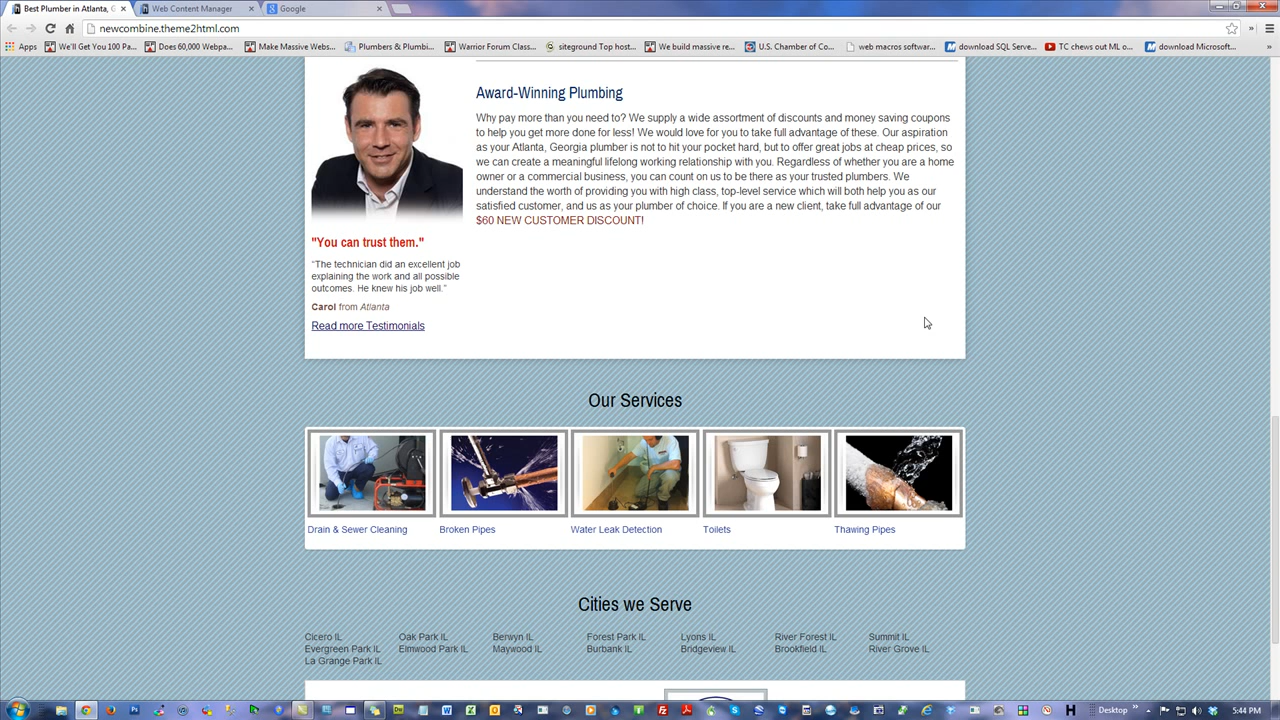 Best Plumber in Atlanta, G
Web Content Manager
Google
newcombine.theme2html.com
Apps
We'll Get You 100 Pa...
Does 60,000 Webpa...
Make Massive Webs...
Plumbers & Plumbi...
Warrior Forum Class...
siteground Top host...
We build massive re...
U.S. Chamber of Co...
web macros softwar...
download SQL Serve...
TC chews out ML o...
download Microsoft...
Award-Winning Plumbing
Why pay more than you need to? We supply a wide assortment of discounts and money saving coupons
to help you get more done for less! We would love for you to take full advantage of these. Our aspiration
as your Atlanta, Georgia plumber is not to hit your pocket hard, but to offer great jobs at cheap prices, so
we can create a meaningful lifelong working relationship with you. Regardless of whether you are a home
owner or a commercial business, you can count on us to be there as your trusted plumbers. We
understand the worth of providing you with high class, top-level service which will both help you as our
satisfied customer, and us as your plumber of choice. If you are a new client, take full advantage of our
$60 NEW CUSTOMER DISCOUNT!
"You can trust them."
“The technician did an excellent job
explaining the work and all possible
outcomes. He knew his job well.”
Carol from Atlanta
Read more Testimonials
Our Services
Drain & Sewer Cleaning
Broken Pipes
Water Leak Detection
Toilets
Thawing Pipes
Cities we Serve
Cicero IL Oak Park IL Berwyn IL Forest Park IL Lyons IL River Forest IL Summit IL
Evergreen Park IL Elmwood Park IL Maywood IL Burbank IL Bridgeview IL Brookfield IL River Grove IL
La Grange Park IL
Desktop
5:44 PM